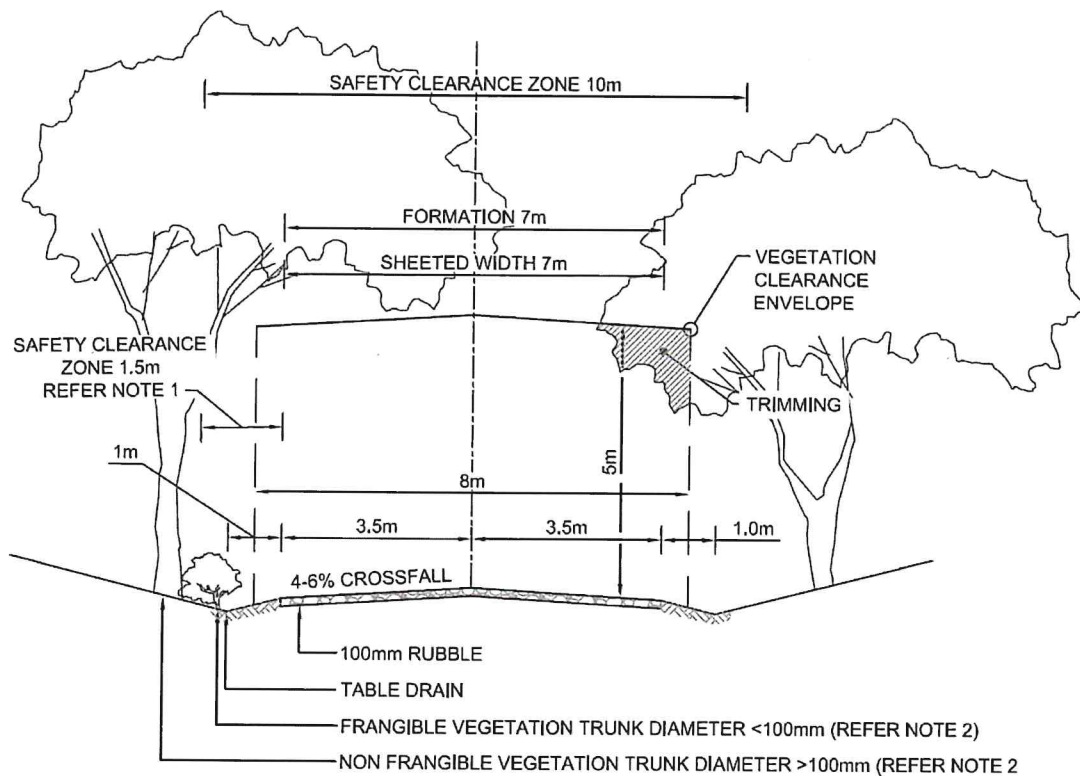 SAFETY CLEARANCE ZONE 10m
FORMATION 7m
SHEETED WIDTH 7m
VEGETATION
CLEARANCE
ENVELOPE
SAFETY CLEARANCE
ZONE 1.5m
REFER NOTE 1
TRIMMING
1m
5m
8m
3.5m
3.5m
1.0m
4-6% CROSSFALL
100mm RUBBLE
TABLE DRAIN
FRANGIBLE VEGETATION TRUNK DIAMETER <100mm (REFER NOTE 2)
NON FRANGIBLE VEGETATION TRUNK DIAMETER >100mm (REFER NOTE 2